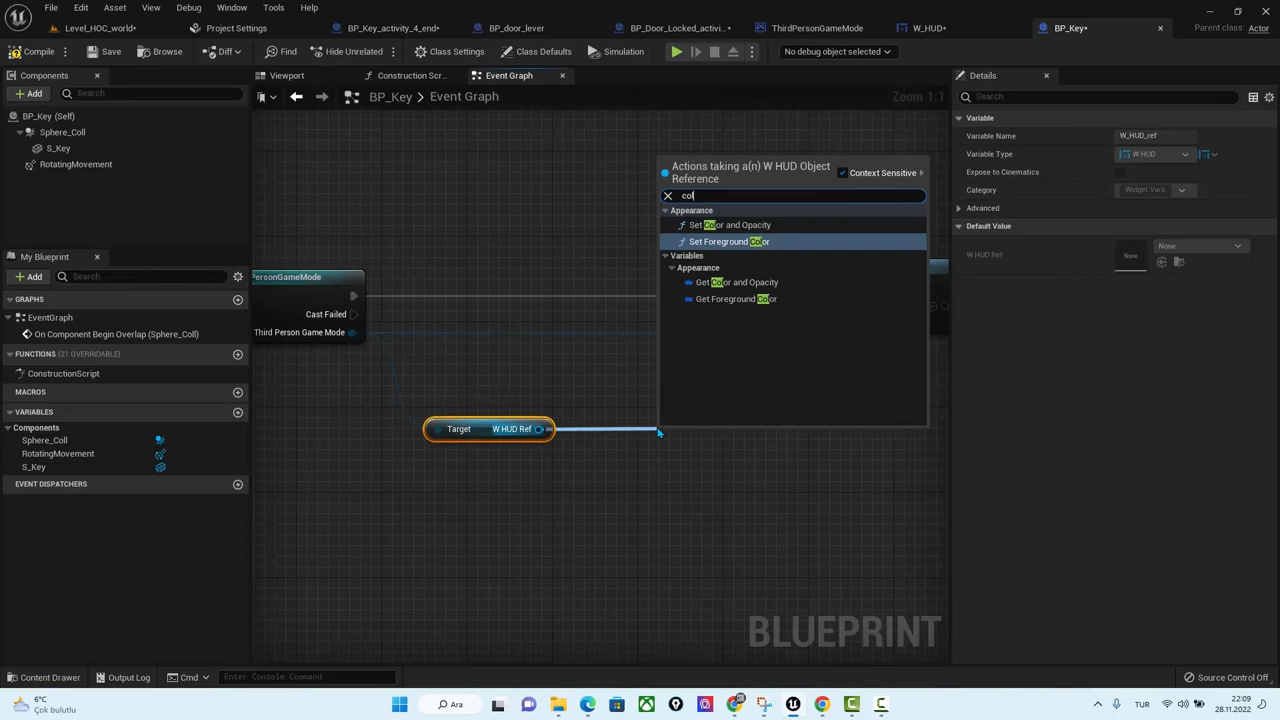 File Edit Asset View Debug Window Tools Help
Level_HOC_world* Project Settings BP_Key_activity_4_end* BP_door_lever BP_Door_Locked_activi...* ThirdPersonGameMode W_HUD* BP_Key* Parent class: Actor
Compile Save Browse Diff Find Hide Unrelated Class Settings Class Defaults Simulation No debug object selected
Components Viewport Construction Scr... Event Graph Details
Add Search BP_Key > Event Graph Zoom 1:1 Search
BP_Key (Self)
Sphere_Coll
S_Key
RotatingMovement
My Blueprint
Add Search
GRAPHS
EventGraph
On Component Begin Overlap (Sphere_Coll)
FUNCTIONS (21 OVERRIDABLE)
ConstructionScript
MACROS
VARIABLES
Components
Sphere_Coll
RotatingMovement
S_Key
EVENT DISPATCHERS
PersonGameMode
Cast Failed
Third Person Game Mode
Target W HUD Ref
Actions taking a(n) W HUD Object
Reference
Context Sensitive
col
Appearance
Set Color and Opacity
Set Foreground Color
Variables
Appearance
Get Color and Opacity
Get Foreground Color
BLUEPRINT
Variable
Variable Name W_HUD_ref
Variable Type W HUD
Expose to Cinematics
Category Widget Vars
Advanced
Default Value
W HUD Ref None None
Content Drawer Output Log Cmd Enter Console Command Source Control Off
6°C
Çok bulutlu
Ara
TUR
22:09
28.11.2022